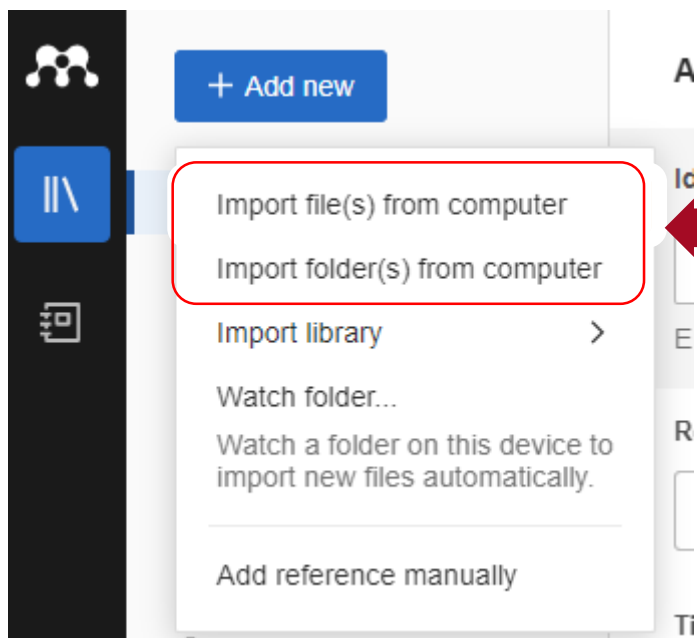 + Add new
Import file(s) from computer
Import folder(s) from computer
Import library
Watch folder...
Watch a folder on this device to
import new files automatically.
Add reference manually